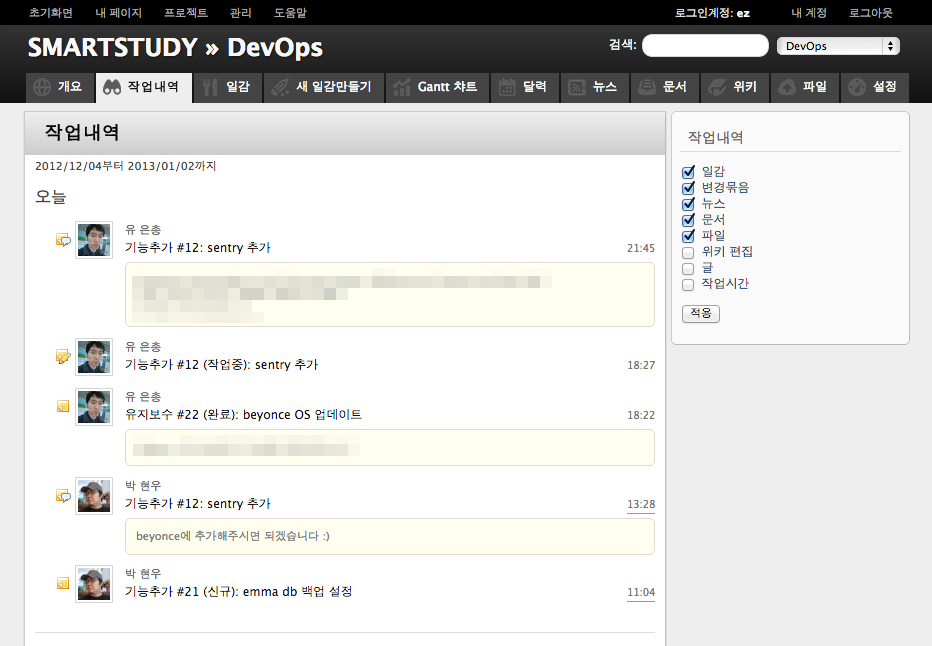 초기화면 내 페이지 프로젝트 관리 도움말 로그인계정: ez 내 계정 로그아웃
SMARTSTUDY » DevOps 검색: DevOps
개요 작업내역 일감 새 일감만들기 Gantt 챠트 달력 뉴스 문서 위키 파일 설정
작업내역
2012/12/04부터 2013/01/02까지
오늘
유 은총
기능추가 #12: sentry 추가 21:45
유 은총
기능추가 #12 (작업중): sentry 추가 18:27
유 은총
유지보수 #22 (완료): beyonce OS 업데이트 18:22
박 현우
기능추가 #12: sentry 추가 13:28
beyonce에 추가해주시면 되겠습니다 :)
박 현우
기능추가 #21 (신규): emma db 백업 설정 11:04
작업내역
일감
변경묶음
뉴스
문서
파일
위키 편집
글
작업시간
적용